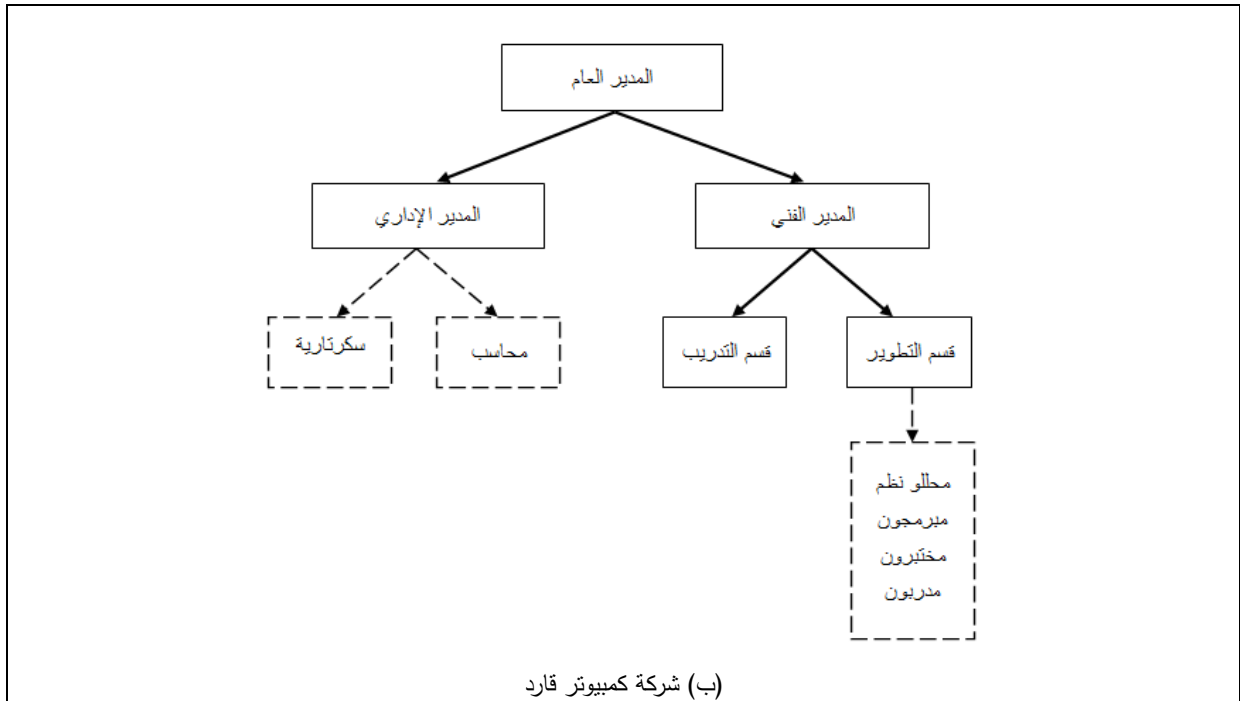 المدير العام
المدير الفني
المدير الإداري
قسم التطوير
قسم التدريب
محاسب
سكرتارية
محللو نظم
مبرمجون
مختبرون
مدربون
(ب) شركة كمبيوتر قارد